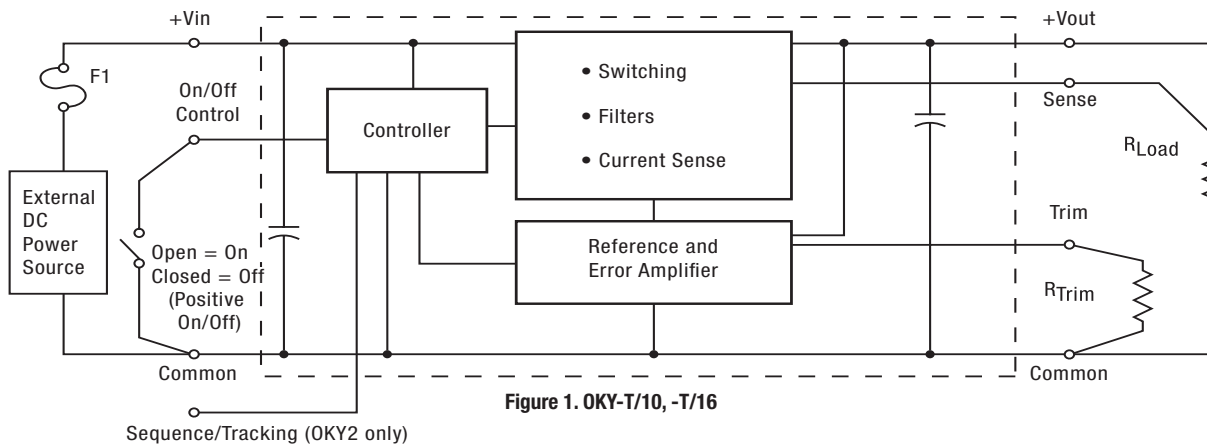 +Vin
+Vout
F1
On/Off
Control
Controller
• Switching
• Filters
• Current Sense
Sense
RLoad
External
DC
Power
Source
Open = On
Closed = Off
(Positive
On/Off)
Reference and
Error Amplifier
Trim
RTrim
Common
Common
Figure 1. OKY-T/10, -T/16
Sequence/Tracking (OKY2 only)